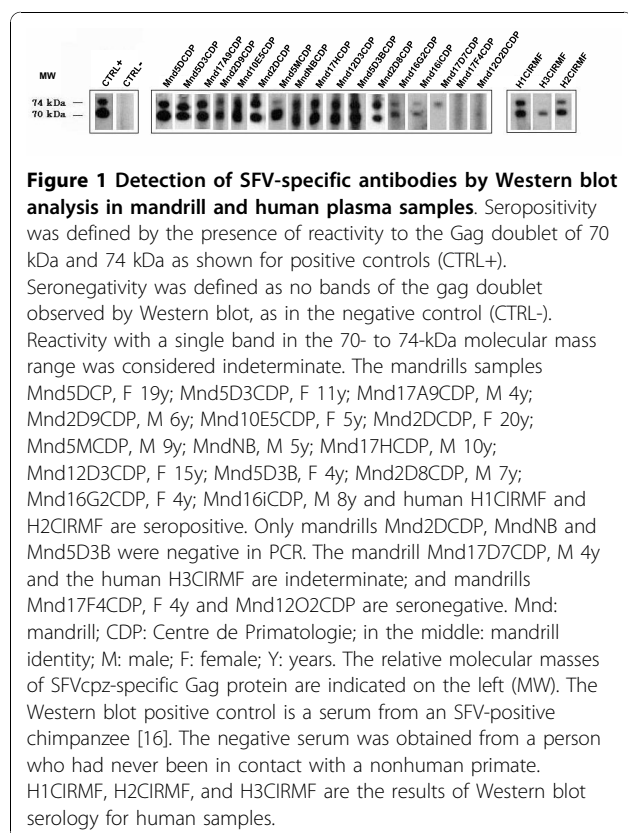 MW
CTRL+
CTRL-
Mnd5DCDP
Mnd5D3CDP
Mnd17A9CDP
Mnd2D9CDP
Mnd10E5CDP
Mnd2DCDP
Mnd5MCDP
MndNBCDP
Mnd17HCDP
Mnd12D3CDP
Mnd5D3BCDP
Mnd2D8CDP
Mnd16G2CDP
Mnd16iCDP
Mnd17D7CDP
Mnd17F4CDP
Mnd12O2DCDP
H1CIRMF
H3CIRMF
H2CIRMF
74 kDa
70 kDa
Figure 1 Detection of SFV-specific antibodies by Western blot
analysis in mandrill and human plasma samples. Seropositivity
was defined by the presence of reactivity to the Gag doublet of 70
kDa and 74 kDa as shown for positive controls (CTRL+).
Seronegativity was defined as no bands of the gag doublet
observed by Western blot, as in the negative control (CTRL-).
Reactivity with a single band in the 70- to 74-kDa molecular mass
range was considered indeterminate. The mandrills samples
Mnd5DCP, F 19y; Mnd5D3CDP, F 11y; Mnd17A9CDP, M 4y;
Mnd2D9CDP, M 6y; Mnd10E5CDP, F 5y; Mnd2DCDP, F 20y;
Mnd5MCDP, M 9y; MndNB, M 5y; Mnd17HCDP, M 10y;
Mnd12D3CDP, F 15y; Mnd5D3B, F 4y; Mnd2D8CDP, M 7y;
Mnd16G2CDP, F 4y; Mnd16iCDP, M 8y and human H1CIRMF and
H2CIRMF are seropositive. Only mandrills Mnd2DCDP, MndNB and
Mnd5D3B were negative in PCR. The mandrill Mnd17D7CDP, M 4y
and the human H3CIRMF are indeterminate; and mandrills
Mnd17F4CDP, F 4y and Mnd12O2CDP are seronegative. Mnd:
mandrill; CDP: Centre de Primatologie; in the middle: mandrill
identity; M: male; F: female; Y: years. The relative molecular masses
of SFVcpz-specific Gag protein are indicated on the left (MW). The
Western blot positive control is a serum from an SFV-positive
chimpanzee [16]. The negative serum was obtained from a person
who had never been in contact with a nonhuman primate.
H1CIRMF, H2CIRMF, and H3CIRMF are the results of Western blot
serology for human samples.